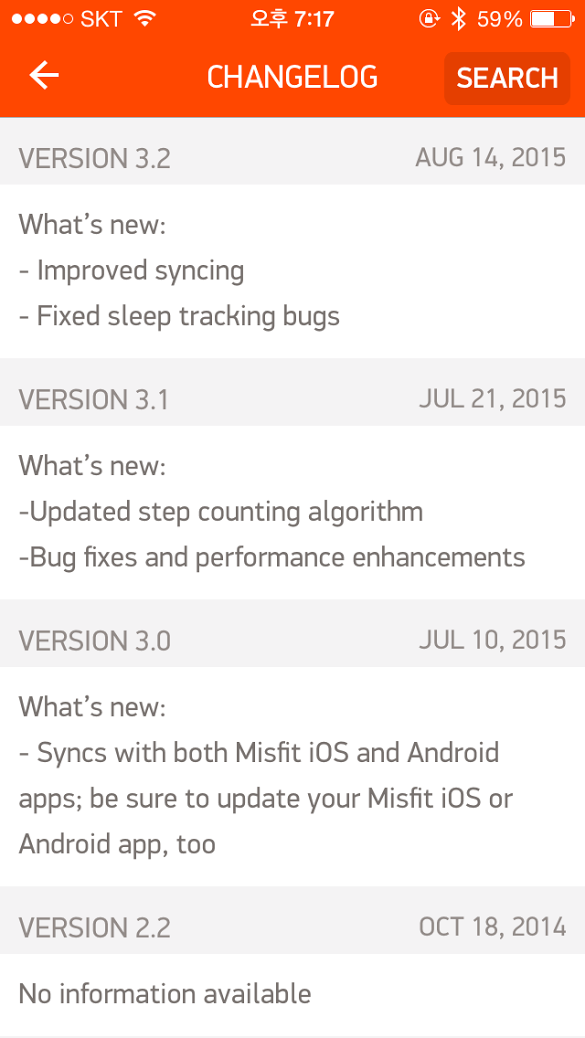 SKT 오후 7:17 59%
CHANGELOG SEARCH
VERSION 3.2 AUG 14, 2015
What's new:
- Improved syncing
- Fixed sleep tracking bugs
VERSION 3.1 JUL 21, 2015
What's new:
-Updated step counting algorithm
-Bug fixes and performance enhancements
VERSION 3.0 JUL 10, 2015
What's new:
- Syncs with both Misfit iOS and Android
apps; be sure to update your Misfit iOS or
Android app, too
VERSION 2.2 OCT 18, 2014
No information available